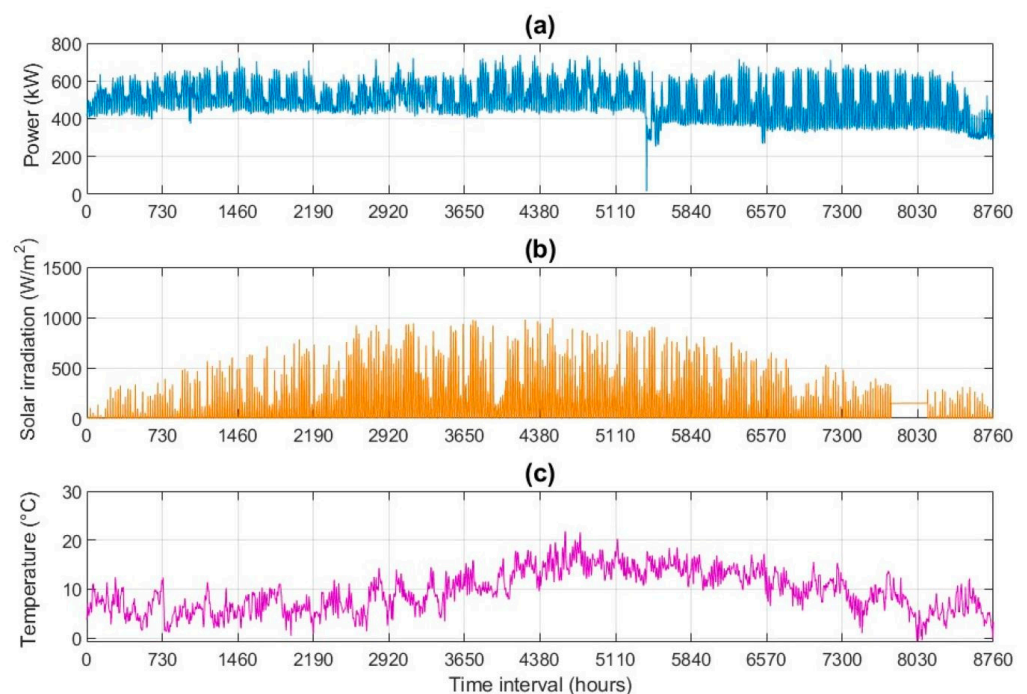 (a)
Power (kW)
800
600
400
200
0
0 730 1460 2190 2920 3650 4380 5110 5840 6570 7300 8030 8760
(b)
Solar irradiation (W/m²)
1500
1000
500
0
0 730 1460 2190 2920 3650 4380 5110 5840 6570 7300 8030 8760
(c)
Temperature (°C)
30
20
10
0
0 730 1460 2190 2920 3650 4380 5110 5840 6570 7300 8030 8760
Time interval (hours)